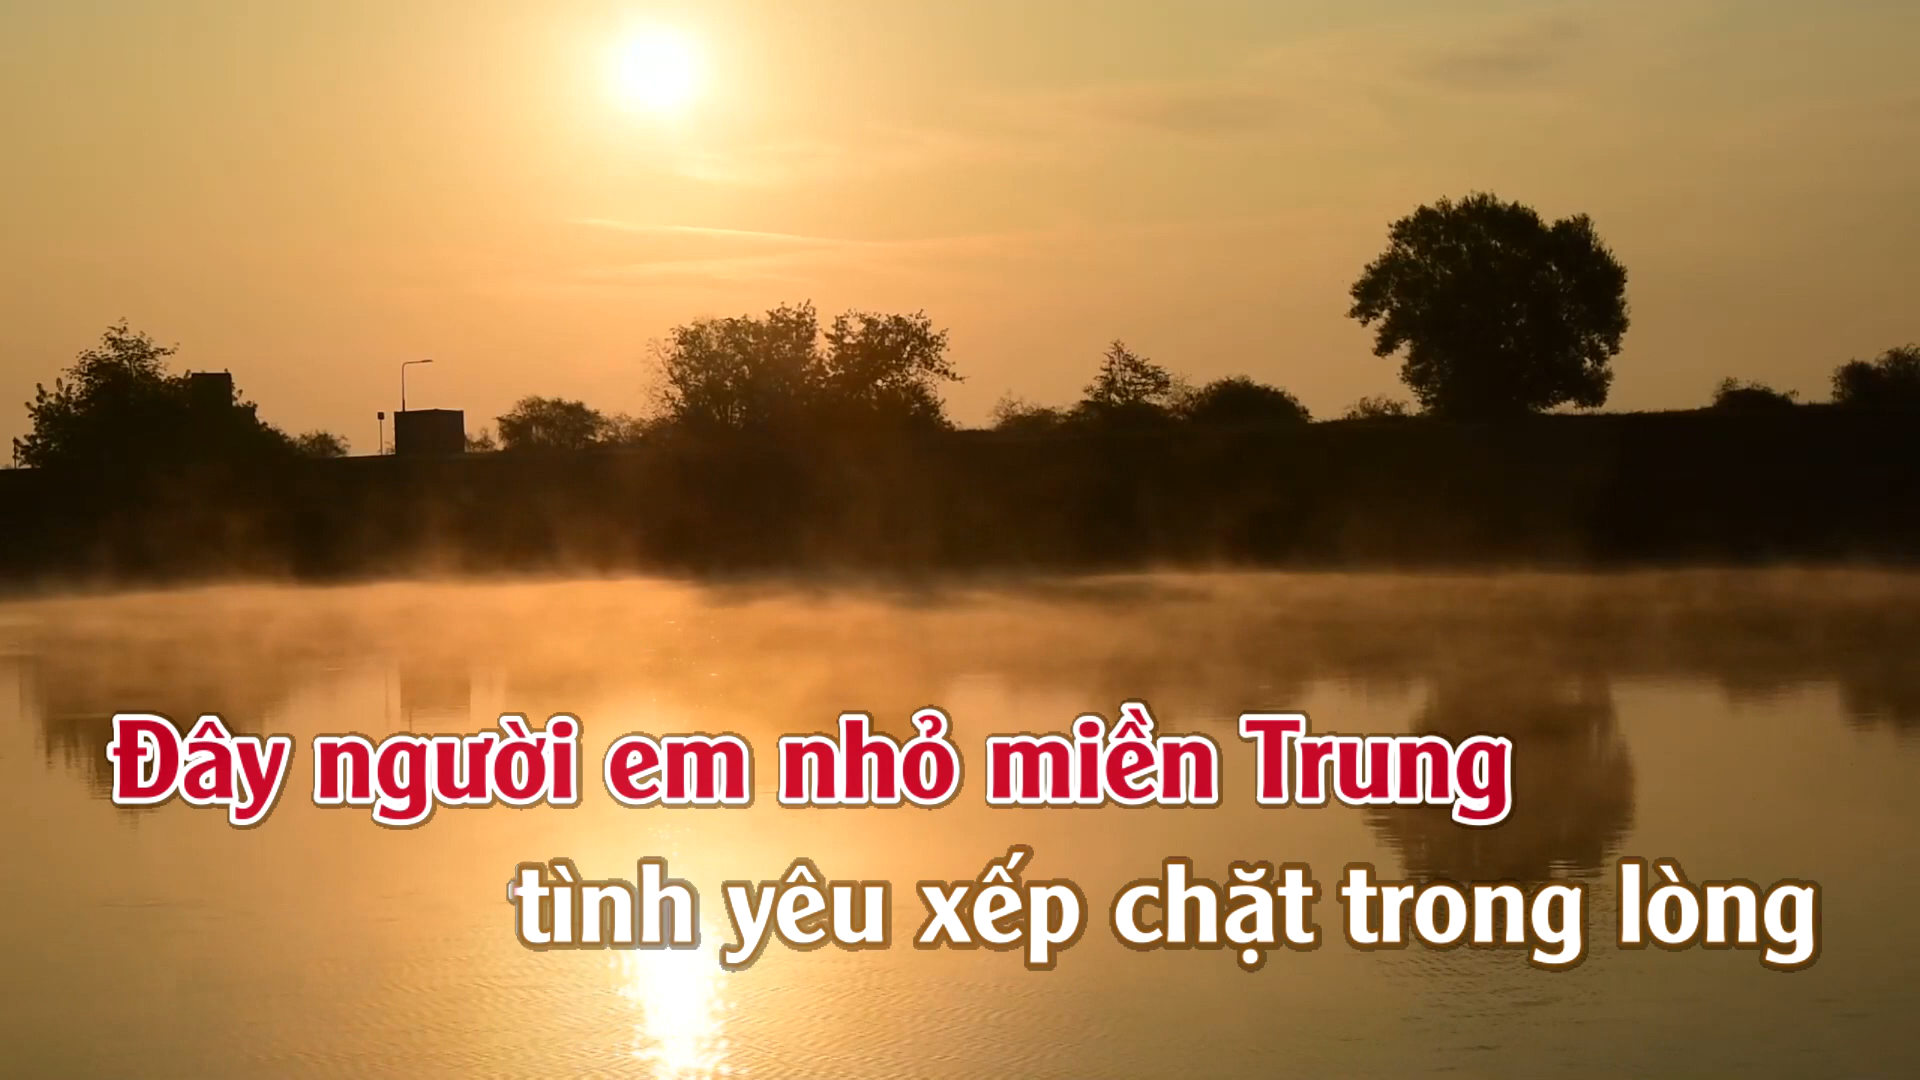 Đây người em nhỏ miền Trung
tình yêu xếp chặt trong lòng